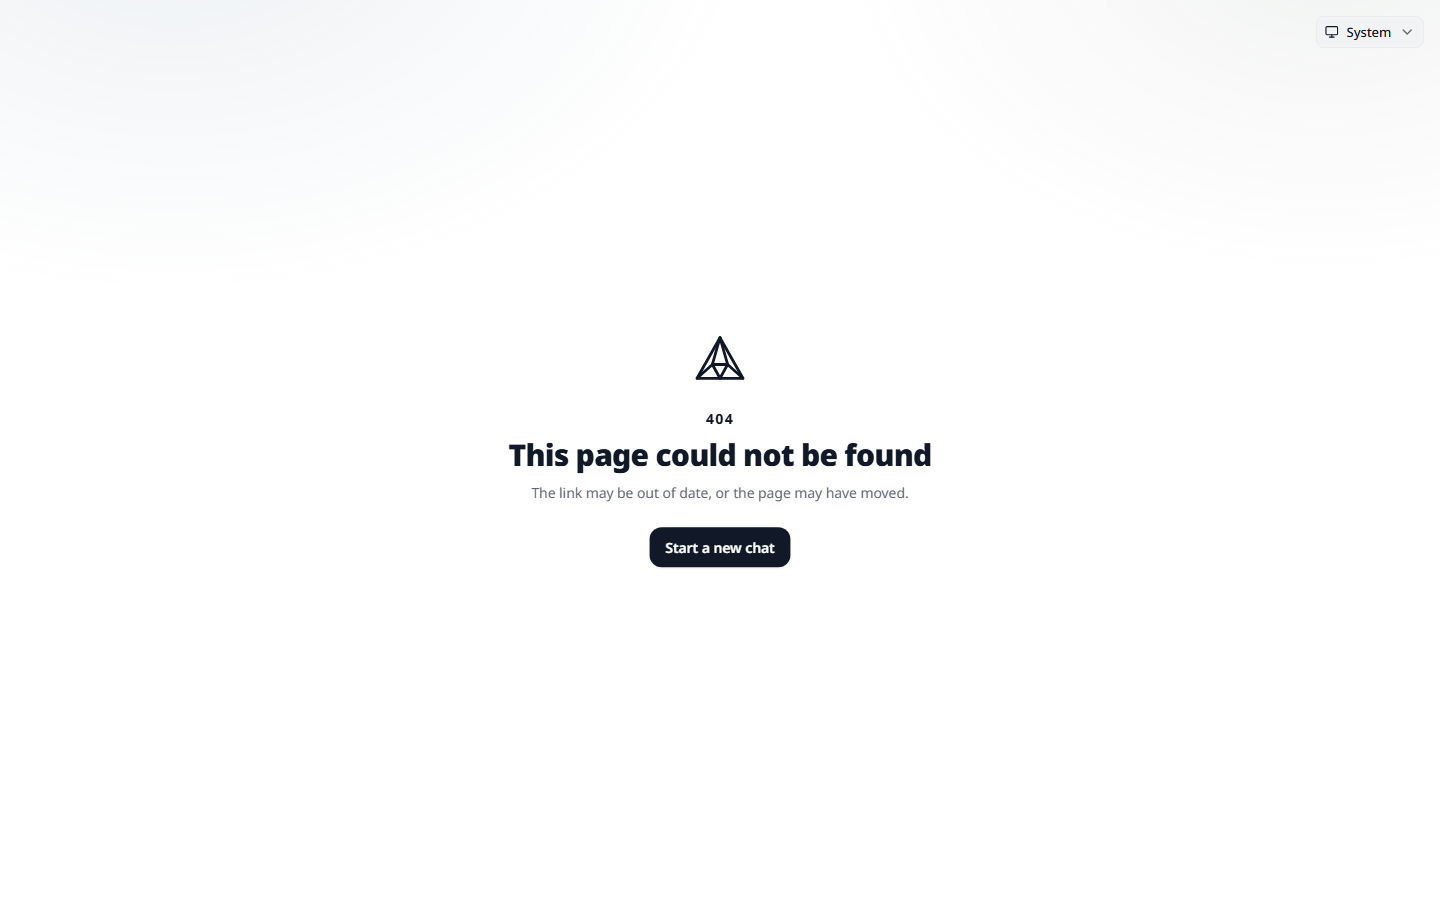 System
404
This page could not be found
The link may be out of date, or the page may have moved.
Start a new chat